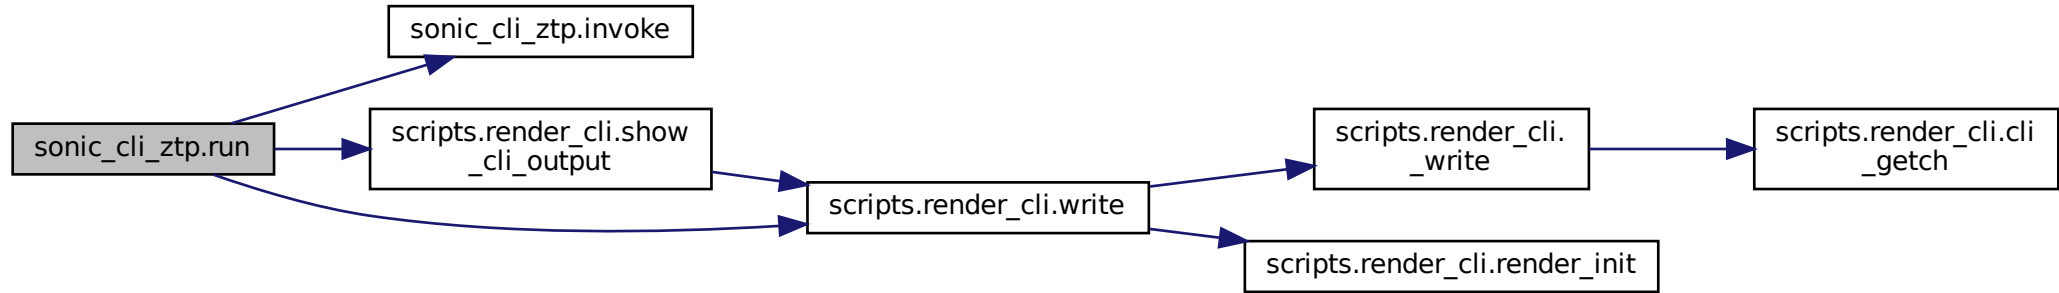 sonic_cli_ztp.run
sonic_cli_ztp.invoke
scripts.render_cli.show
_cli_output
scripts.render_cli.write
scripts.render_cli.
_write
scripts.render_cli.render_init
scripts.render_cli.cli
_getch